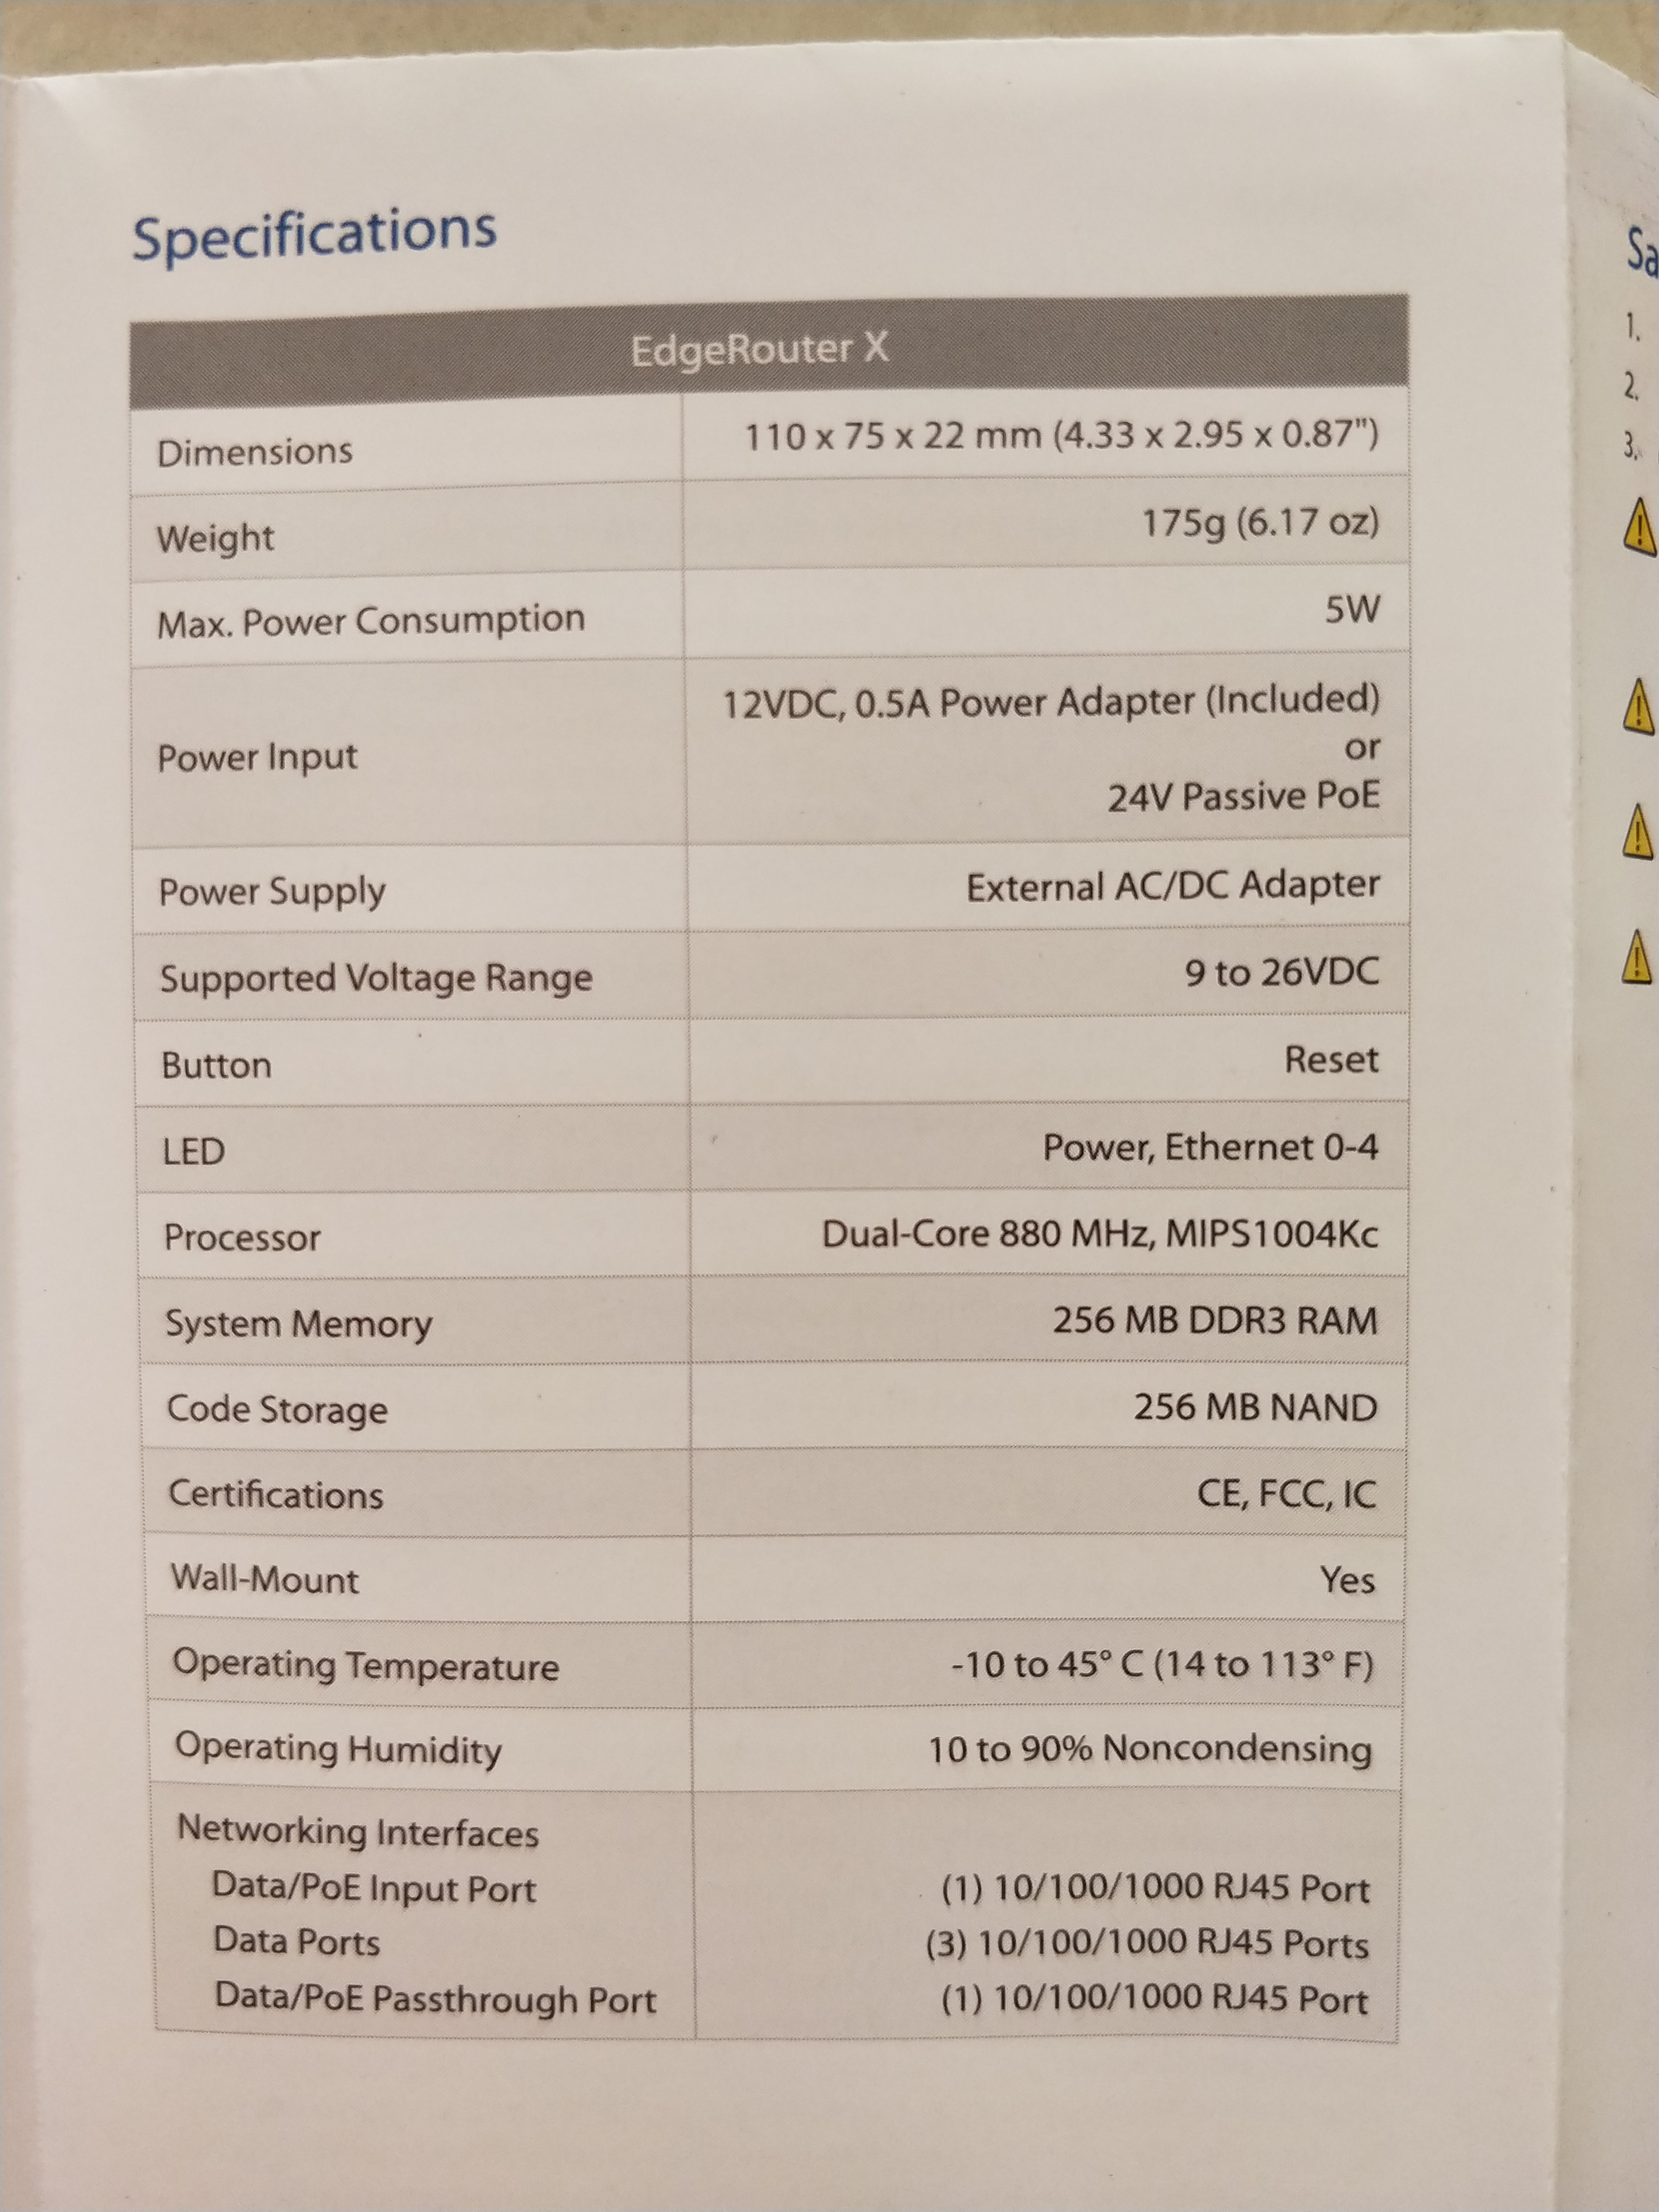 Specifications
EdgeRouter X
Dimensions 110 x 75 x 22 mm (4.33 x 2.95 x 0.87")
Weight 175g (6.17 oz)
Max. Power Consumption 5W
Power Input 12VDC, 0.5A Power Adapter (Included)
or
24V Passive PoE
Power Supply External AC/DC Adapter
Supported Voltage Range 9 to 26VDC
Button Reset
LED Power, Ethernet 0-4
Processor Dual-Core 880 MHz, MIPS1004Kc
System Memory 256 MB DDR3 RAM
Code Storage 256 MB NAND
Certifications CE, FCC, IC
Wall-Mount Yes
Operating Temperature -10 to 45° C (14 to 113° F)
Operating Humidity 10 to 90% Noncondensing
Networking Interfaces
Data/PoE Input Port (1) 10/100/1000 RJ45 Port
Data Ports (3) 10/100/1000 RJ45 Ports
Data/PoE Passthrough Port (1) 10/100/1000 RJ45 Port
Sa
1.
2.
3.